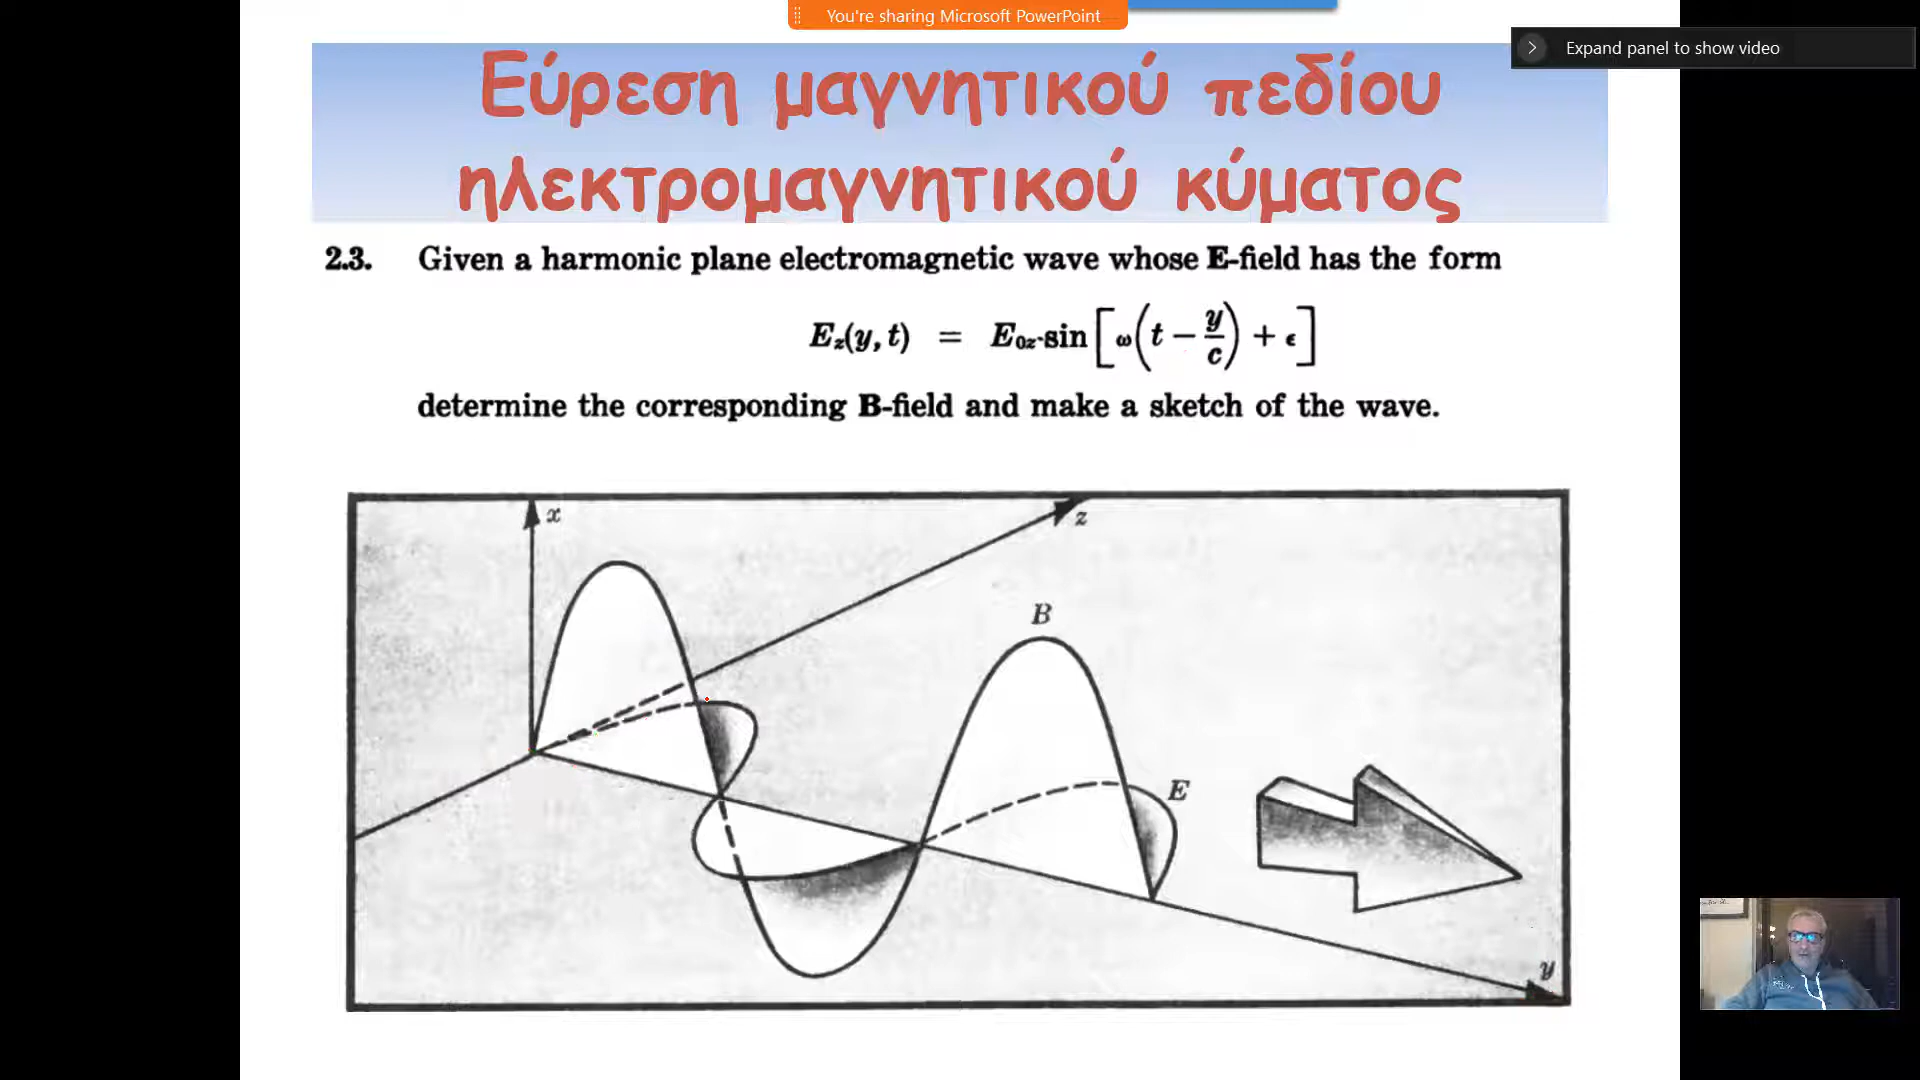 You're sharing Microsoft PowerPoint
Expand panel to show video
Εύρεση μαγνητικού πεδίου
ηλεκτρομαγνητικού κύματος
2.3. Given a harmonic plane electromagnetic wave whose E-field has the form
E_z(y, t) = E_{0z} sin[ω(t − y/c) + ε]
determine the corresponding B-field and make a sketch of the wave.
x
z
B
E
y